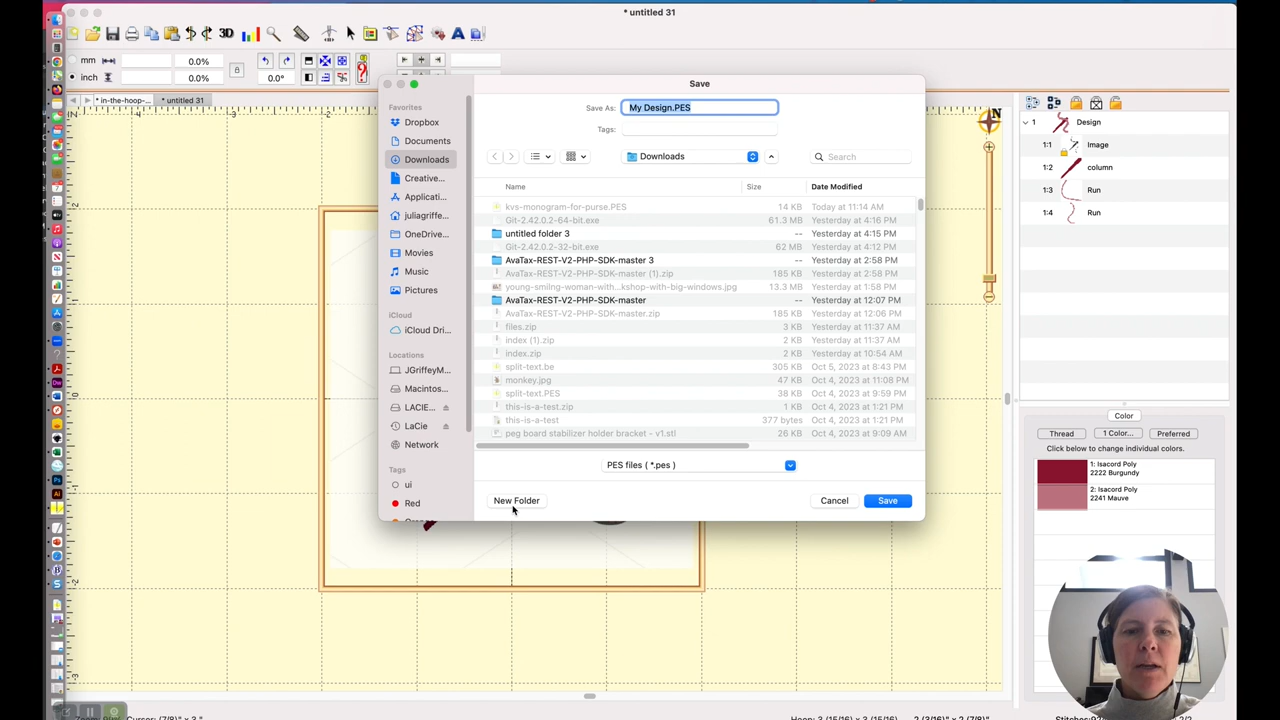 * untitled 31
3D
A
mm
0.0%
inch
0.0%
0.0°
* in-the-hoop-...
* untitled 31
Save
Favorites
Dropbox
Documents
Downloads
Creative...
Applicati...
juliagriffe...
OneDrive...
Movies
Music
Pictures
iCloud
iCloud Dri...
Locations
JGriffeyM...
Macintos...
LACIE...
LaCie
Network
Tags
ui
Red
Save As: My Design.PES
Tags:
Downloads
Search
Name Size Date Modified
kvs-monogram-for-purse.PES 14 KB Today at 11:14 AM
Git-2.42.0.2-64-bit.exe 61.3 MB Yesterday at 4:16 PM
untitled folder 3 -- Yesterday at 4:15 PM
Git-2.42.0.2-32-bit.exe 62 MB Yesterday at 4:12 PM
AvaTax-REST-V2-PHP-SDK-master 3 -- Yesterday at 2:58 PM
AvaTax-REST-V2-PHP-SDK-master (1).zip 185 KB Yesterday at 2:58 PM
young-smilng-woman-with...kshop-with-big-windows.jpg 13.3 MB Yesterday at 1:58 PM
AvaTax-REST-V2-PHP-SDK-master -- Yesterday at 12:07 PM
AvaTax-REST-V2-PHP-SDK-master.zip 185 KB Yesterday at 12:06 PM
files.zip 3 KB Yesterday at 11:37 AM
index (1).zip 2 KB Yesterday at 11:37 AM
index.zip 2 KB Yesterday at 10:54 AM
split-text.be 305 KB Oct 5, 2023 at 8:43 PM
monkey.jpg 47 KB Oct 4, 2023 at 11:08 PM
split-text.PES 38 KB Oct 4, 2023 at 9:59 PM
this-is-a-test.zip 1 KB Oct 4, 2023 at 1:21 PM
this-is-a-test 377 bytes Oct 4, 2023 at 1:21 PM
peg board stabilizer holder bracket - v1.stl 26 KB Oct 4, 2023 at 9:09 AM
PES files ( *.pes )
New Folder
Cancel
Save
N
1 Design
1:1 Image
1:2 column
1:3 Run
1:4 Run
Color
Thread
1 Color...
Preferred
Click below to change individual colors.
1: Isacord Poly
2222 Burgundy
2: Isacord Poly
2241 Mauve